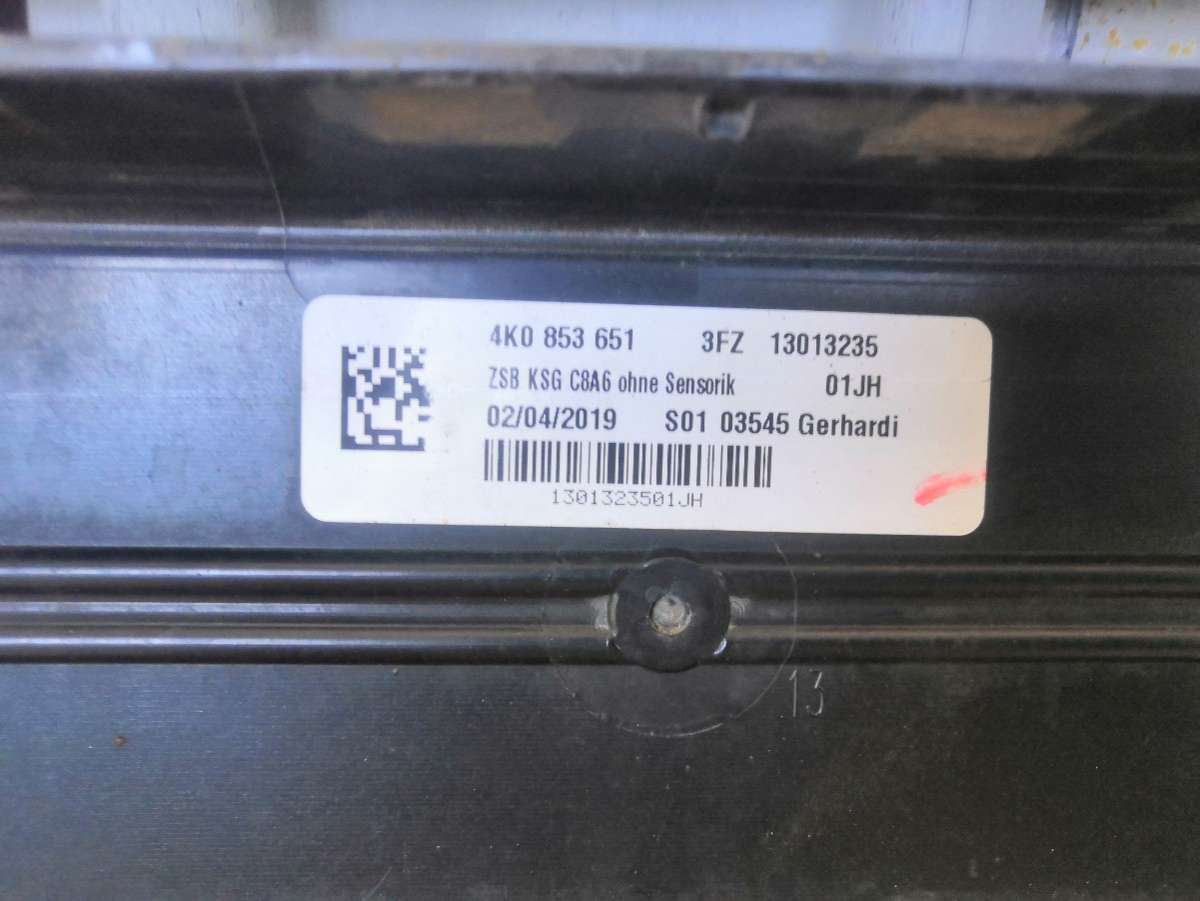 4K0 853 651 3FZ 13013235
ZSB KSG C8A6 ohne Sensorik 01JH
02/04/2019 S01 03545 Gerhardi
1301323501JH
13